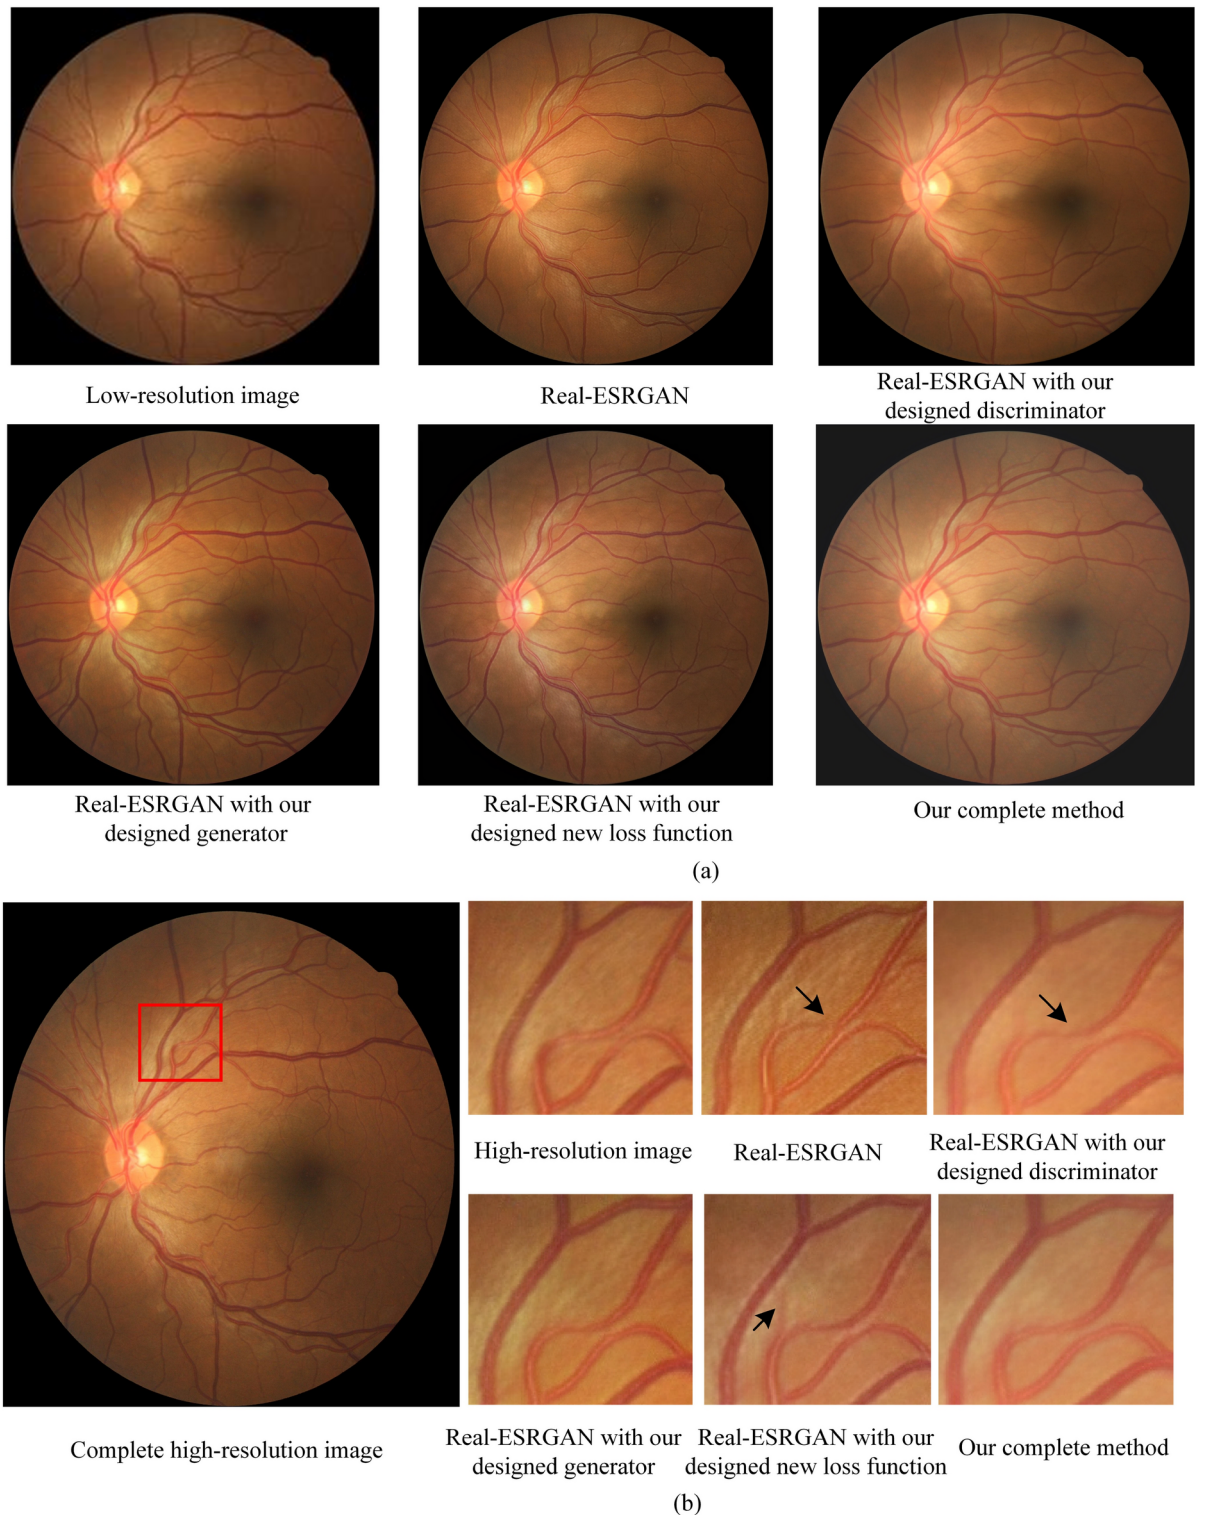 Low-resolution image
Real-ESRGAN
Real-ESRGAN with our
designed discriminator
Real-ESRGAN with our
designed generator
Real-ESRGAN with our
designed new loss function
Our complete method
(a)
High-resolution image
Real-ESRGAN
Real-ESRGAN with our
designed discriminator
Complete high-resolution image
Real-ESRGAN with our
designed generator
Real-ESRGAN with our
designed new loss function
Our complete method
(b)